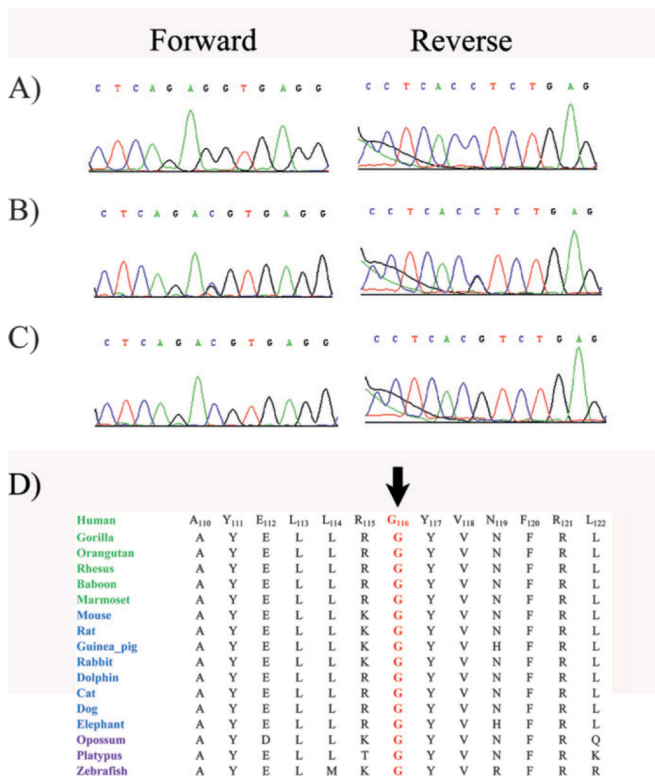 Forward Reverse
A)
C T C A G A G G T G A G G C C T C A C C T C T G A G
B)
C T C A G A C G T G A G G C C T C A C C T C T G A G
C)
C T C A G A C G T G A G G C C T C A C G T C T G A G
D)
Human A110 Y111 E112 L113 L114 R115 G116 Y117 V118 N119 F120 R121 L122
Gorilla A Y E L L R G Y V N F R L
Orangutan A Y E L L R G Y V N F R L
Rhesus A Y E L L R G Y V N F R L
Baboon A Y E L L R G Y V N F R L
Marmoset A Y E L L R G Y V N F R L
Mouse A Y E L L K G Y V N F R L
Rat A Y E L L K G Y V N F R L
Guinea_pig A Y E L L K G Y V H F R L
Rabbit A Y E L L K G Y V N F R L
Dolphin A Y E L L R G Y V N F R L
Cat A Y E L L R G Y V N F R L
Dog A Y E L L R G Y V N F R L
Elephant A Y E L L R G Y V H F R L
Opossum A Y D L L K G Y V N F R Q
Platypus A Y E L L T G Y V N F R K
Zebrafish A Y E L M K G Y V R F R R